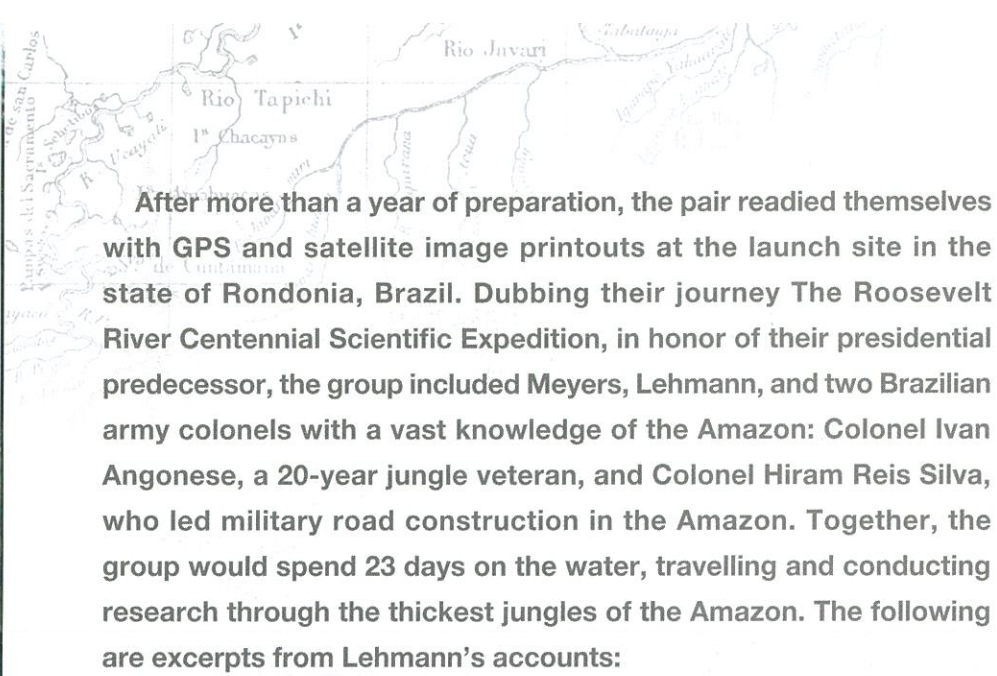 Rio Javari
Rio Tapichi
Ucayali
After more than a year of preparation, the pair readied themselves
with GPS and satellite image printouts at the launch site in the
state of Rondonia, Brazil. Dubbing their journey The Roosevelt
River Centennial Scientific Expedition, in honor of their presidential
predecessor, the group included Meyers, Lehmann, and two Brazilian
army colonels with a vast knowledge of the Amazon: Colonel Ivan
Angonese, a 20-year jungle veteran, and Colonel Hiram Reis Silva,
who led military road construction in the Amazon. Together, the
group would spend 23 days on the water, travelling and conducting
research through the thickest jungles of the Amazon. The following
are excerpts from Lehmann's accounts: